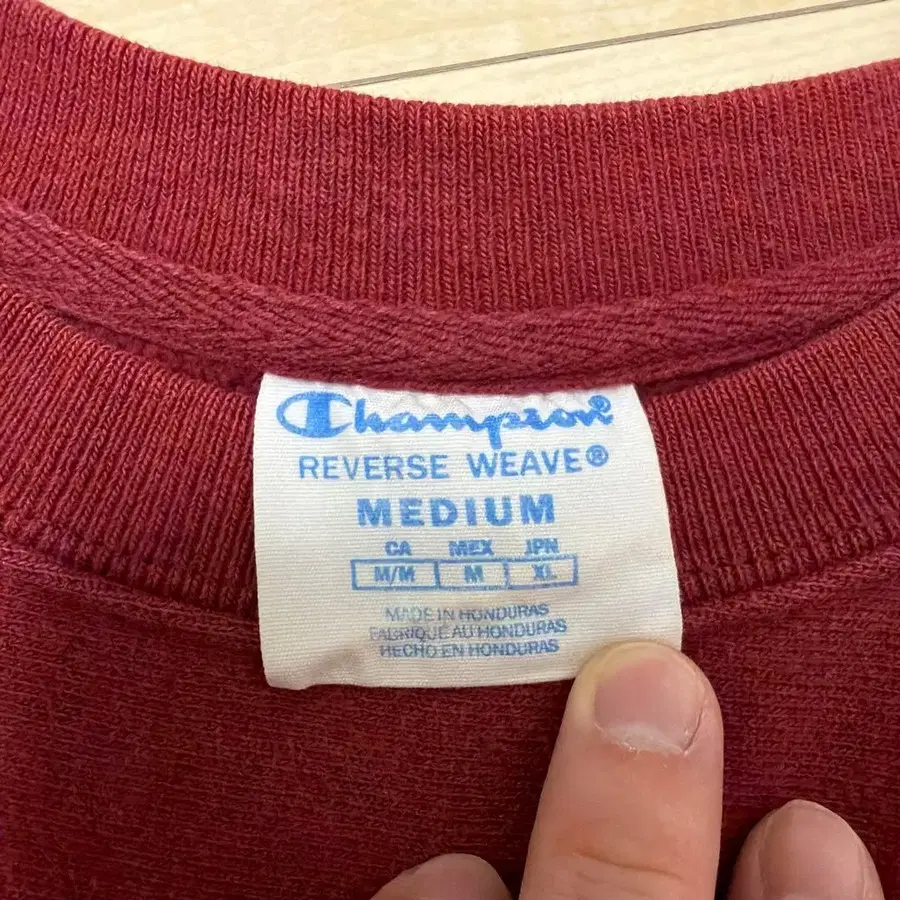 Champion
REVERSE WEAVE®
MEDIUM
CA MEX JPN
M/M M XL
MADE IN HONDURAS
FABRIQUE AU HONDURAS
HECHO EN HONDURAS